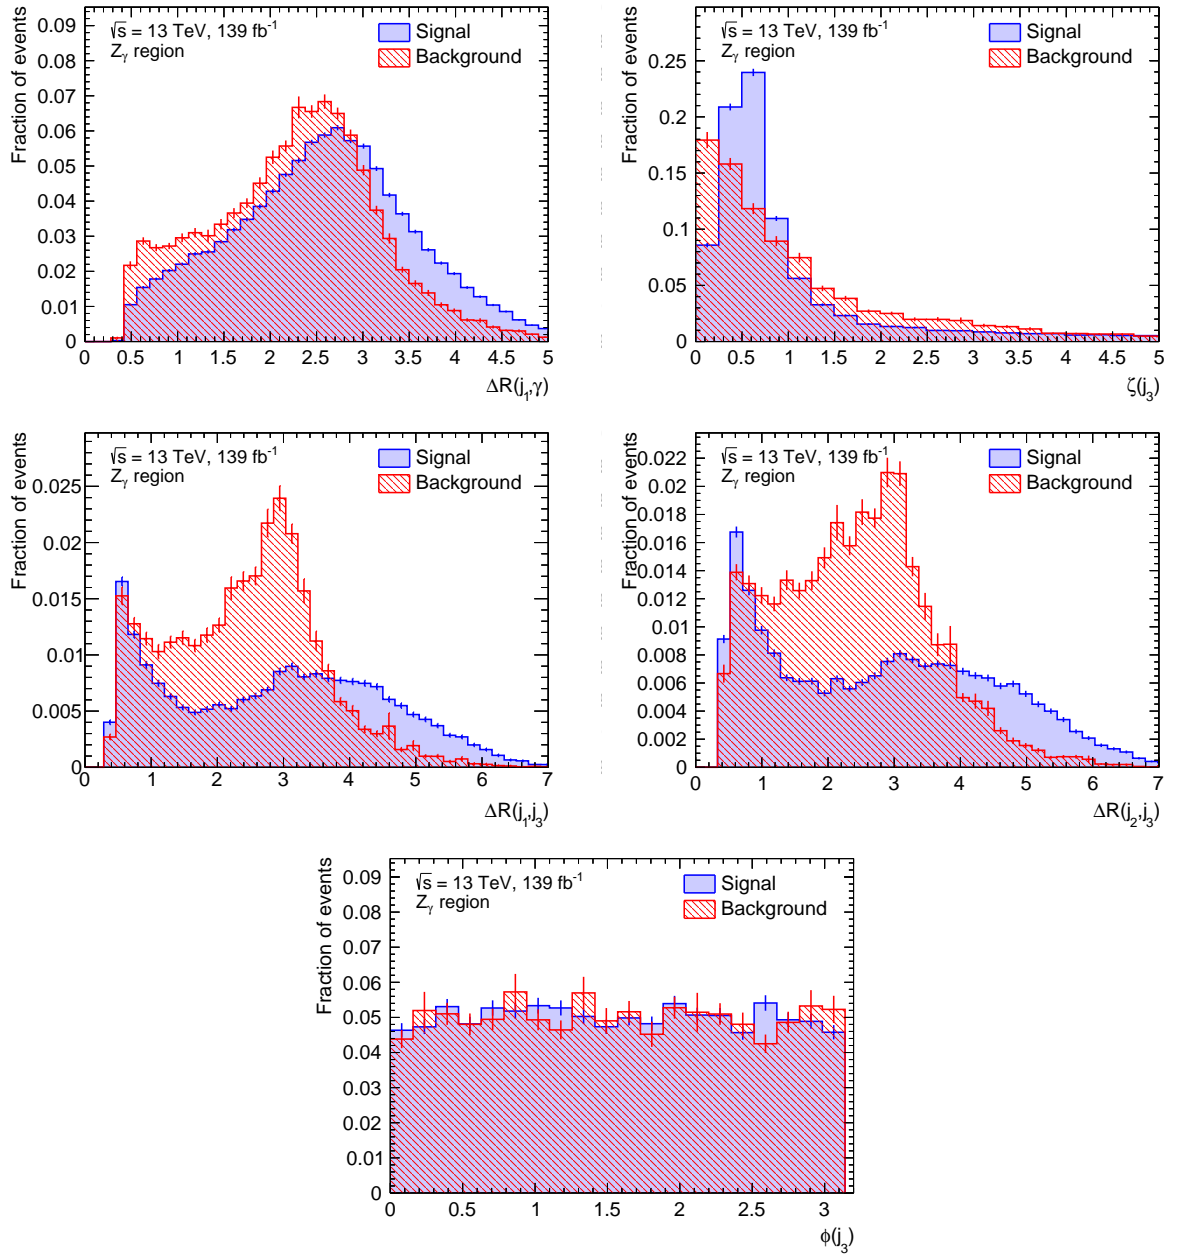 Fraction of events
√s = 13 TeV, 139 fb⁻¹
Zγ region
Signal
Background
0.09
0.08
0.07
0.06
0.05
0.04
0.03
0.02
0.01
0
0 0.5 1 1.5 2 2.5 3 3.5 4 4.5 5
ΔR(j₁,γ)
Fraction of events
√s = 13 TeV, 139 fb⁻¹
Zγ region
Signal
Background
0.25
0.2
0.15
0.1
0.05
0
0 0.5 1 1.5 2 2.5 3 3.5 4 4.5 5
ζ(j₃)
Fraction of events
√s = 13 TeV, 139 fb⁻¹
Zγ region
Signal
Background
0.025
0.02
0.015
0.01
0.005
0
0 1 2 3 4 5 6 7
ΔR(j₁,j₃)
Fraction of events
√s = 13 TeV, 139 fb⁻¹
Zγ region
Signal
Background
0.022
0.02
0.018
0.016
0.014
0.012
0.01
0.008
0.006
0.004
0.002
0
0 1 2 3 4 5 6 7
ΔR(j₂,j₃)
Fraction of events
√s = 13 TeV, 139 fb⁻¹
Zγ region
Signal
Background
0.09
0.08
0.07
0.06
0.05
0.04
0.03
0.02
0.01
0
0 0.5 1 1.5 2 2.5 3
φ(j₃)